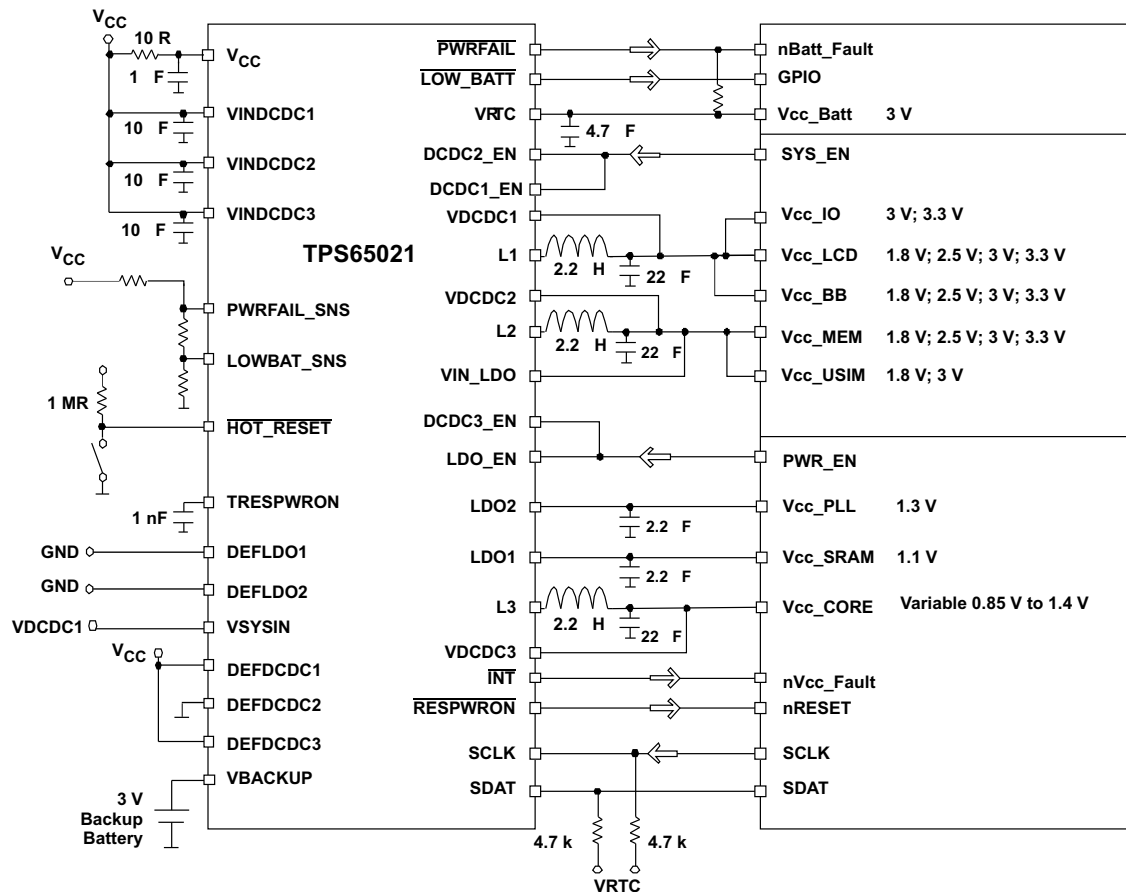 VCC
10 R
1 F
VCC
VINDCDC1
10 F
VINDCDC2
10 F
VINDCDC3
10 F
VCC
PWRFAIL_SNS
LOWBAT_SNS
1 MR
HOT_RESET
TRESPWRON
1 nF
GND
DEFLDO1
GND
DEFLDO2
VDCDC1
VSYSIN
VCC
DEFDCDC1
DEFDCDC2
DEFDCDC3
VBACKUP
3 V
Backup
Battery
TPS65021
PWRFAIL
LOW_BATT
VRTC
4.7 F
DCDC2_EN
DCDC1_EN
VDCDC1
L1
2.2 H
22 F
VDCDC2
L2
2.2 H
22 F
VIN_LDO
DCDC3_EN
LDO_EN
LDO2
2.2 F
LDO1
2.2 F
L3
2.2 H
22 F
VDCDC3
INT
RESPWRON
SCLK
SDAT
4.7 k
4.7 k
VRTC
nBatt_Fault
GPIO
Vcc_Batt 3 V
SYS_EN
Vcc_IO 3 V; 3.3 V
Vcc_LCD 1.8 V; 2.5 V; 3 V; 3.3 V
Vcc_BB 1.8 V; 2.5 V; 3 V; 3.3 V
Vcc_MEM 1.8 V; 2.5 V; 3 V; 3.3 V
Vcc_USIM 1.8 V; 3 V
PWR_EN
Vcc_PLL 1.3 V
Vcc_SRAM 1.1 V
Vcc_CORE Variable 0.85 V to 1.4 V
nVcc_Fault
nRESET
SCLK
SDAT